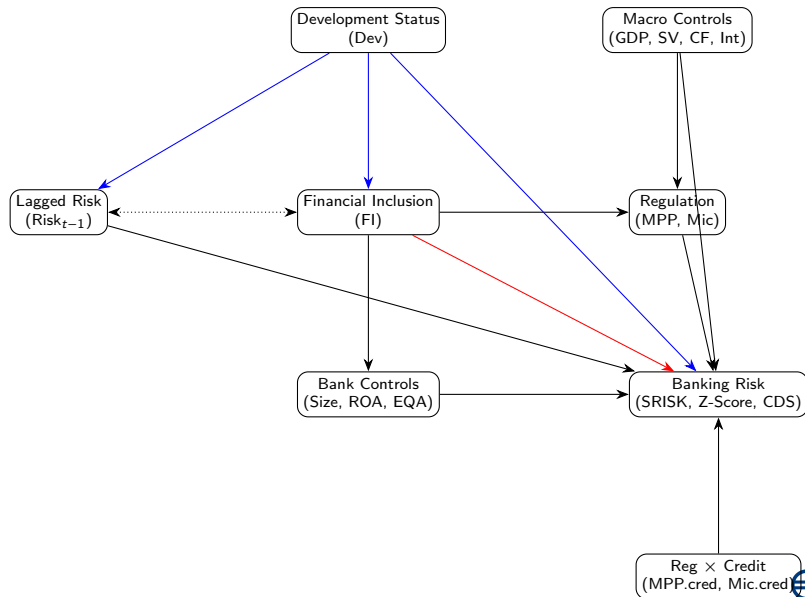 Development Status
(Dev)
Macro Controls
(GDP, SV, CF, Int)
Lagged Risk
(Risk$_{t-1}$)
Financial Inclusion
(FI)
Regulation
(MPP, Mic)
Bank Controls
(Size, ROA, EQA)
Banking Risk
(SRISK, Z-Score, CDS)
Reg × Credit
(MPP.cred, Mic.cred)